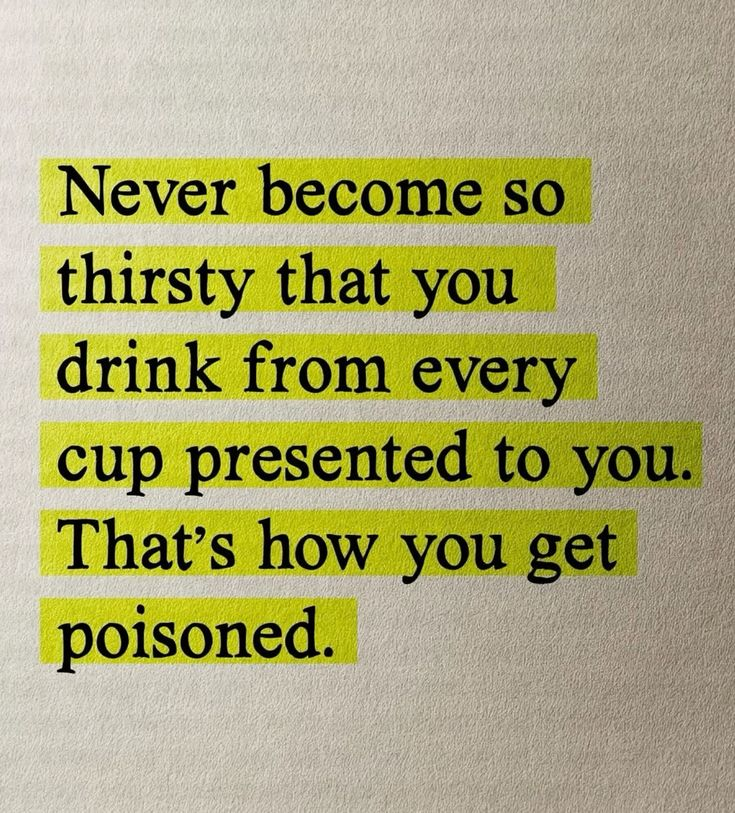 Never become so
thirsty that you
drink from every
cup presented to you.
That's how you get
poisoned.